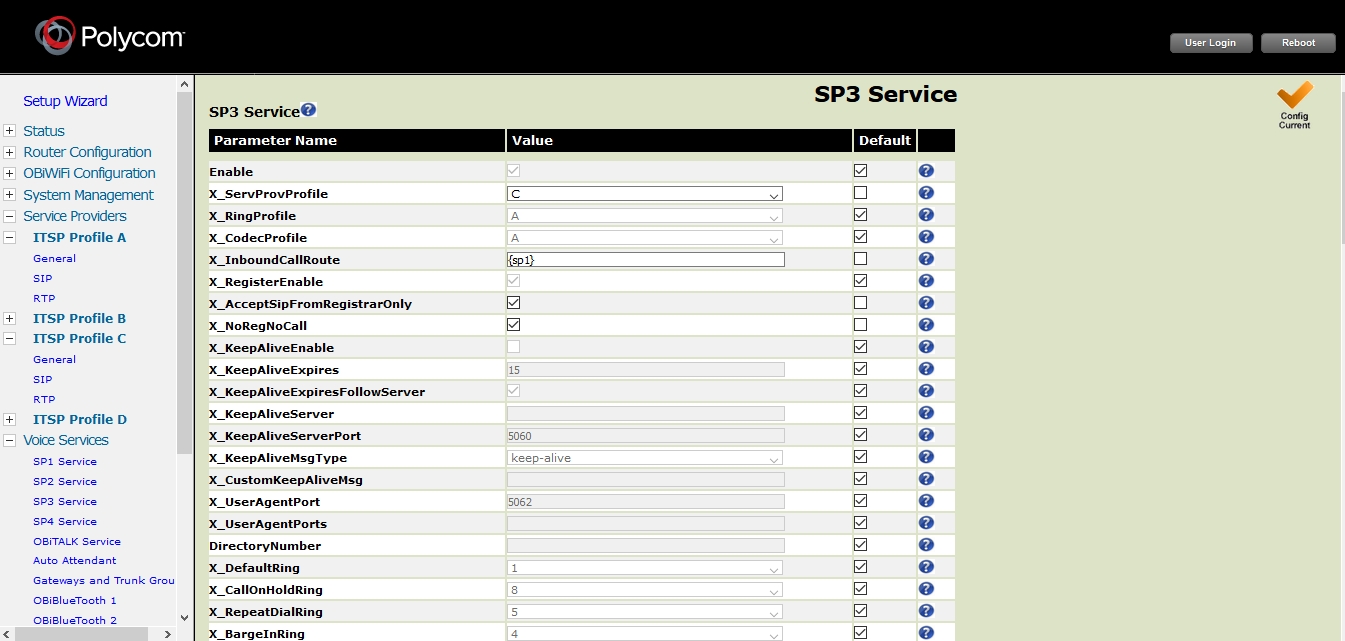 Polycom
User Login
Reboot
Setup Wizard
Status
Router Configuration
OBiWiFi Configuration
System Management
Service Providers
ITSP Profile A
General
SIP
RTP
ITSP Profile B
ITSP Profile C
General
SIP
RTP
ITSP Profile D
Voice Services
SP1 Service
SP2 Service
SP3 Service
SP4 Service
OBiTALK Service
Auto Attendant
Gateways and Trunk Grou
OBiBlueTooth 1
OBiBlueTooth 2
SP3 Service
Config
Current
SP3 Service
Parameter Name Value Default
Enable
X_ServProvProfile C
X_RingProfile A
X_CodecProfile A
X_InboundCallRoute {sp1}
X_RegisterEnable
X_AcceptSipFromRegistrarOnly
X_NoRegNoCall
X_KeepAliveEnable
X_KeepAliveExpires 15
X_KeepAliveExpiresFollowServer
X_KeepAliveServer
X_KeepAliveServerPort 5060
X_KeepAliveMsgType keep-alive
X_CustomKeepAliveMsg
X_UserAgentPort 5062
X_UserAgentPorts
DirectoryNumber
X_DefaultRing 1
X_CallOnHoldRing 8
X_RepeatDialRing 5
X_BargeInRing 4